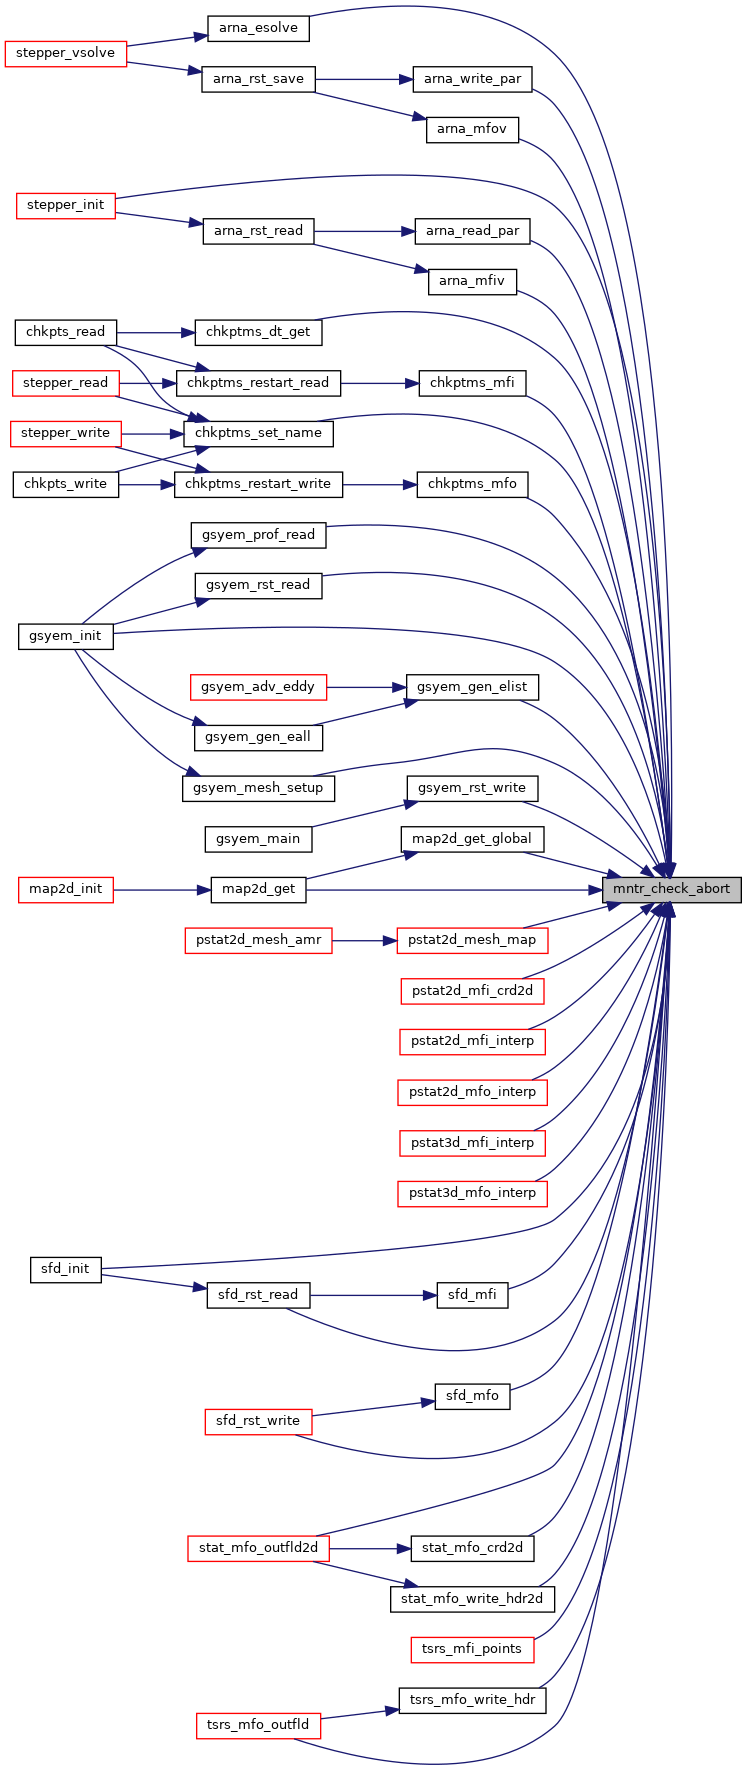 arna_esolve
stepper_vsolve
arna_rst_save
arna_write_par
arna_mfov
stepper_init
arna_rst_read
arna_read_par
arna_mfiv
chkpts_read
chkptms_dt_get
stepper_read
chkptms_restart_read
chkptms_mfi
stepper_write
chkptms_set_name
chkpts_write
chkptms_restart_write
chkptms_mfo
gsyem_prof_read
gsyem_rst_read
gsyem_init
gsyem_adv_eddy
gsyem_gen_elist
gsyem_gen_eall
gsyem_mesh_setup
gsyem_rst_write
gsyem_main
map2d_get_global
map2d_init
map2d_get
mntr_check_abort
pstat2d_mesh_amr
pstat2d_mesh_map
pstat2d_mfi_crd2d
pstat2d_mfi_interp
pstat2d_mfo_interp
pstat3d_mfi_interp
pstat3d_mfo_interp
sfd_init
sfd_rst_read
sfd_mfi
sfd_mfo
sfd_rst_write
stat_mfo_outfld2d
stat_mfo_crd2d
stat_mfo_write_hdr2d
tsrs_mfi_points
tsrs_mfo_write_hdr
tsrs_mfo_outfld